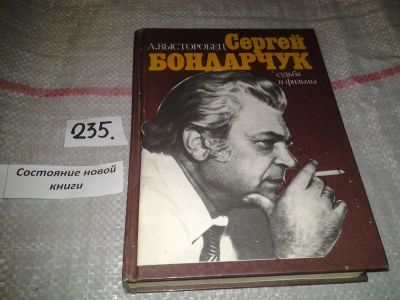 А.ВЫСТОРОБЕЦ
Сергей
БОНДАРЧУК
судьба
и фильмы
235.
Состояние новой
книги